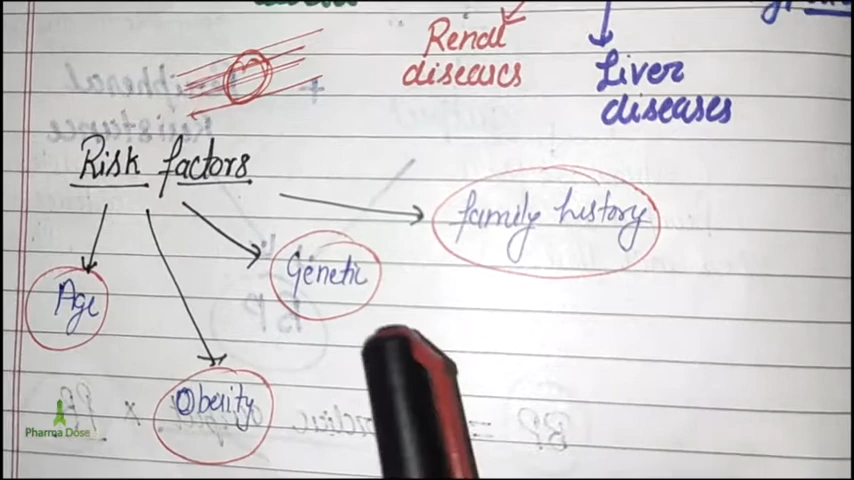 Renal
diseases
Liver
diseases
Risk factors
family history
Genetic
Age
Obesity
Pharma Dose